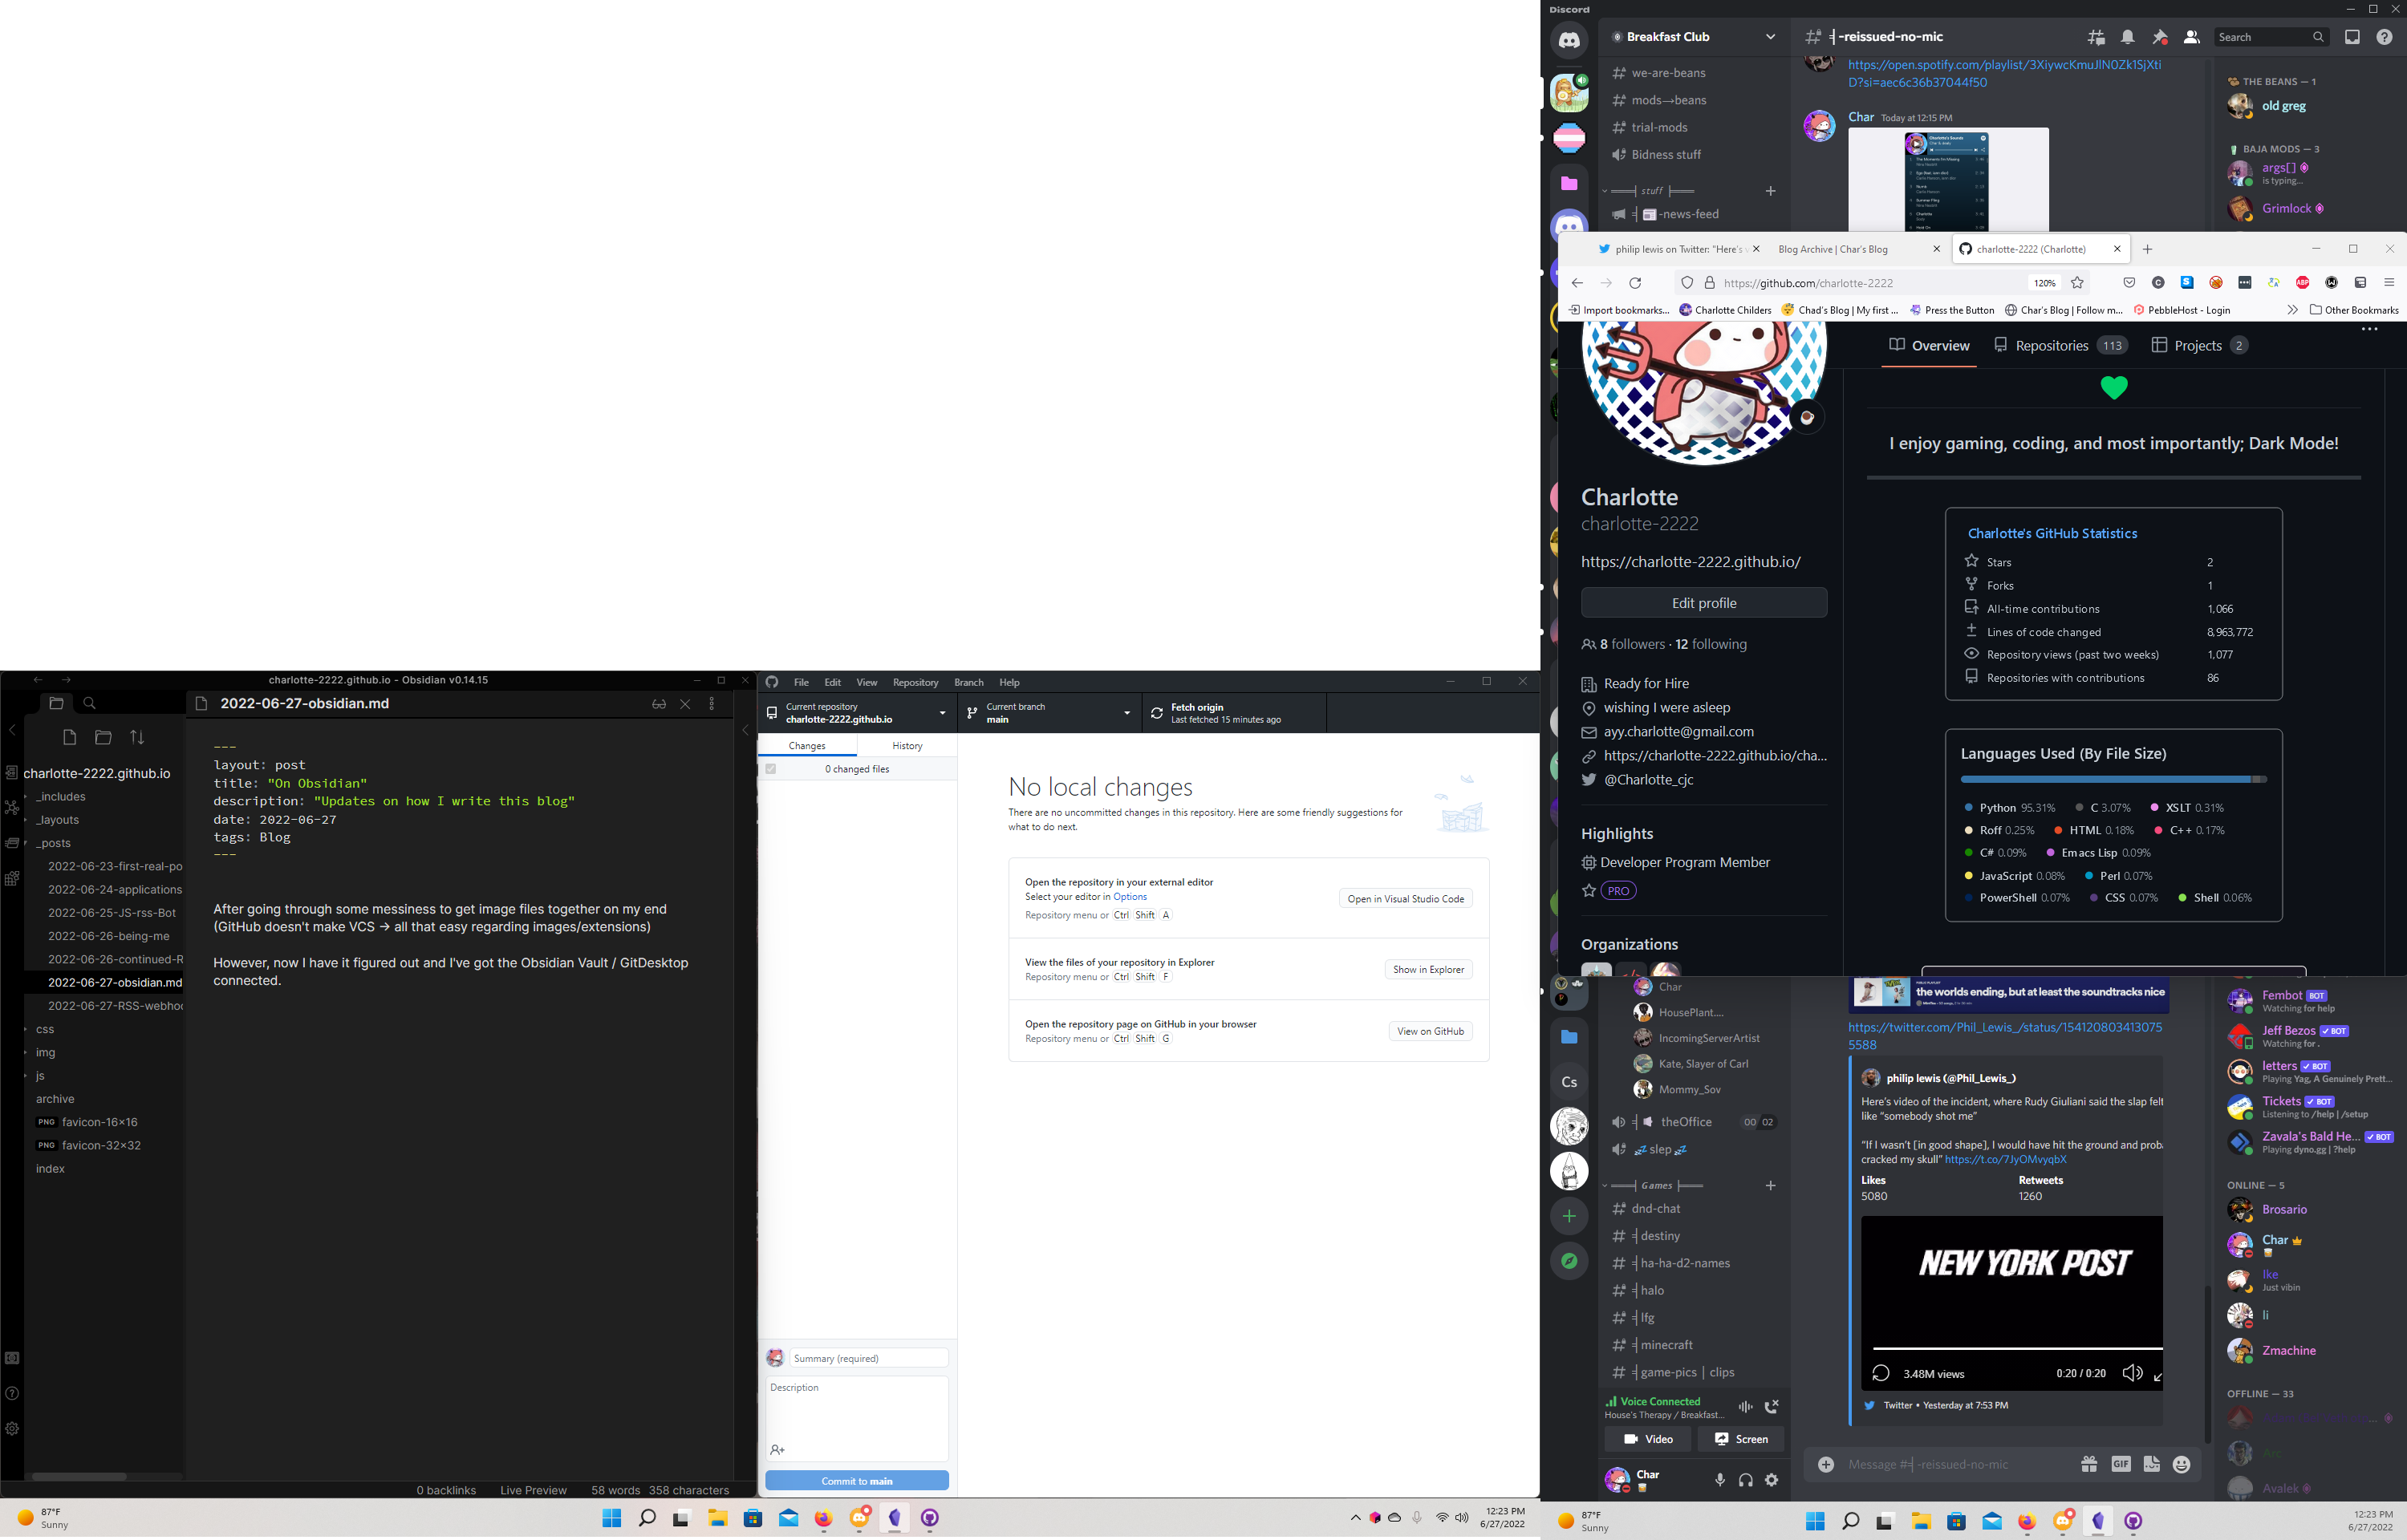 charlotte-2222.github.io - Obsidian v0.14.15
2022-06-27-obsidian.md
charlotte-2222.github.io
_includes
_layouts
_posts
2022-06-23-first-real-po
2022-06-24-applications
2022-06-25-JS-rss-Bot
2022-06-26-being-me
2022-06-26-continued-R
2022-06-27-obsidian.md
2022-06-27-RSS-webhoo
css
img
js
archive
PNG favicon-16×16
PNG favicon-32×32
index
---
layout: post
title: "On Obsidian"
description: "Updates on how I write this blog"
date: 2022-06-27
tags: Blog
---
After going through some messiness to get image files together on my end
(GitHub doesn't make VCS → all that easy regarding images/extensions)
However, now I have it figured out and I've got the Obsidian Vault / GitDesktop
connected.
0 backlinks Live Preview 58 words 358 characters
File Edit View Repository Branch Help
Current repository
charlotte-2222.github.io
Current branch
main
Fetch origin
Last fetched 15 minutes ago
Changes History
0 changed files
No local changes
There are no uncommitted changes in this repository. Here are some friendly suggestions for
what to do next.
Open the repository in your external editor
Select your editor in Options
Repository menu or Ctrl Shift A
Open in Visual Studio Code
View the files of your repository in Explorer
Repository menu or Ctrl Shift F
Show in Explorer
Open the repository page on GitHub in your browser
Repository menu or Ctrl Shift G
View on GitHub
Summary (required)
Description
Commit to main
87°F
Sunny
12:23 PM
6/27/2022
Discord
Breakfast Club
we-are-beans
mods→beans
trial-mods
Bidness stuff
stuff
-news-feed
-reissued-no-mic
Search
https://open.spotify.com/playlist/3XiywcKmuJlN0Zk1SjXti
D?si=aec6c36b37044f50
Char Today at 12:15 PM
Charlotte's Sounds
THE BEANS — 1
old greg
BAJA MODS — 3
args[]
is typing...
Grimlock
philip lewis on Twitter: "Here's v
Blog Archive | Char's Blog
charlotte-2222 (Charlotte)
https://github.com/charlotte-2222
120%
Import bookmarks...
Charlotte Childers
Chad's Blog | My first ...
Press the Button
Char's Blog | Follow m...
PebbleHost - Login
Other Bookmarks
Overview Repositories 113 Projects 2
I enjoy gaming, coding, and most importantly; Dark Mode!
Charlotte
charlotte-2222
https://charlotte-2222.github.io/
Edit profile
8 followers · 12 following
Ready for Hire
wishing I were asleep
ayy.charlotte@gmail.com
https://charlotte-2222.github.io/cha...
@Charlotte_cjc
Highlights
Developer Program Member
PRO
Organizations
Charlotte's GitHub Statistics
Stars 2
Forks 1
All-time contributions 1,066
Lines of code changed 8,963,772
Repository views (past two weeks) 1,077
Repositories with contributions 86
Languages Used (By File Size)
Python 95.31% C 3.07% XSLT 0.31%
Roff 0.25% HTML 0.18% C++ 0.17%
C# 0.09% Emacs Lisp 0.09%
JavaScript 0.08% Perl 0.07%
PowerShell 0.07% CSS 0.07% Shell 0.06%
Char
HousePlant....
IncomingServerArtist
Kate, Slayer of Carl
Mommy_Sov
theOffice 00 02
slep
Games
dnd-chat
destiny
ha-ha-d2-names
halo
lfg
minecraft
game-pics | clips
Cs
Voice Connected
House's Therapy / Breakfast...
Video Screen
Char
the worlds ending, but at least the soundtracks nice
https://twitter.com/Phil_Lewis_/status/154120803413075
5588
philip lewis (@Phil_Lewis_)
Here's video of the incident, where Rudy Giuliani said the slap felt
like "somebody shot me"
"If I wasn't [in good shape], I would have hit the ground and prob
cracked my skull" https://t.co/7JyOMvyqbX
Likes Retweets
5080 1260
NEW YORK POST
3.48M views 0:20 / 0:20
Twitter • Yesterday at 7:53 PM
Message #=| -reissued-no-mic
GIF
Fembot BOT
Watching for help
Jeff Bezos BOT
Watching for .
letters BOT
Playing Yag, A Genuinely Prett...
Tickets BOT
Listening to /help | /setup
Zavala's Bald He... BOT
Playing dyno.gg | ?help
ONLINE — 5
Brosario
Char
Ike
Just vibin
li
Zmachine
OFFLINE — 33
Avalek
87°F
Sunny
12:23 PM
6/27/2022